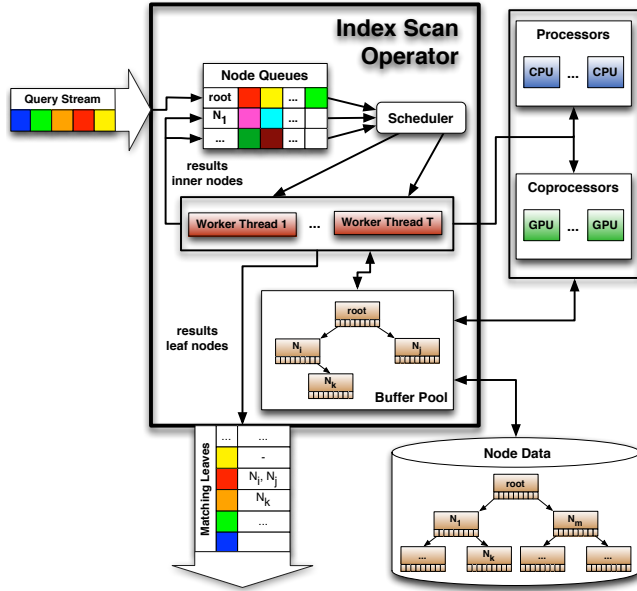 Index Scan
Operator
Query Stream
Node Queues
root
...
N1
...
...
...
Scheduler
results
inner nodes
Worker Thread 1
...
Worker Thread T
Processors
CPU
...
CPU
Coprocessors
GPU
...
GPU
results
leaf nodes
root
Ni
Nj
Nk
Buffer Pool
Matching Leaves
...
...
-
Ni, Nj
Nk
...
Node Data
root
N1
Nm
...
Nk
...
...